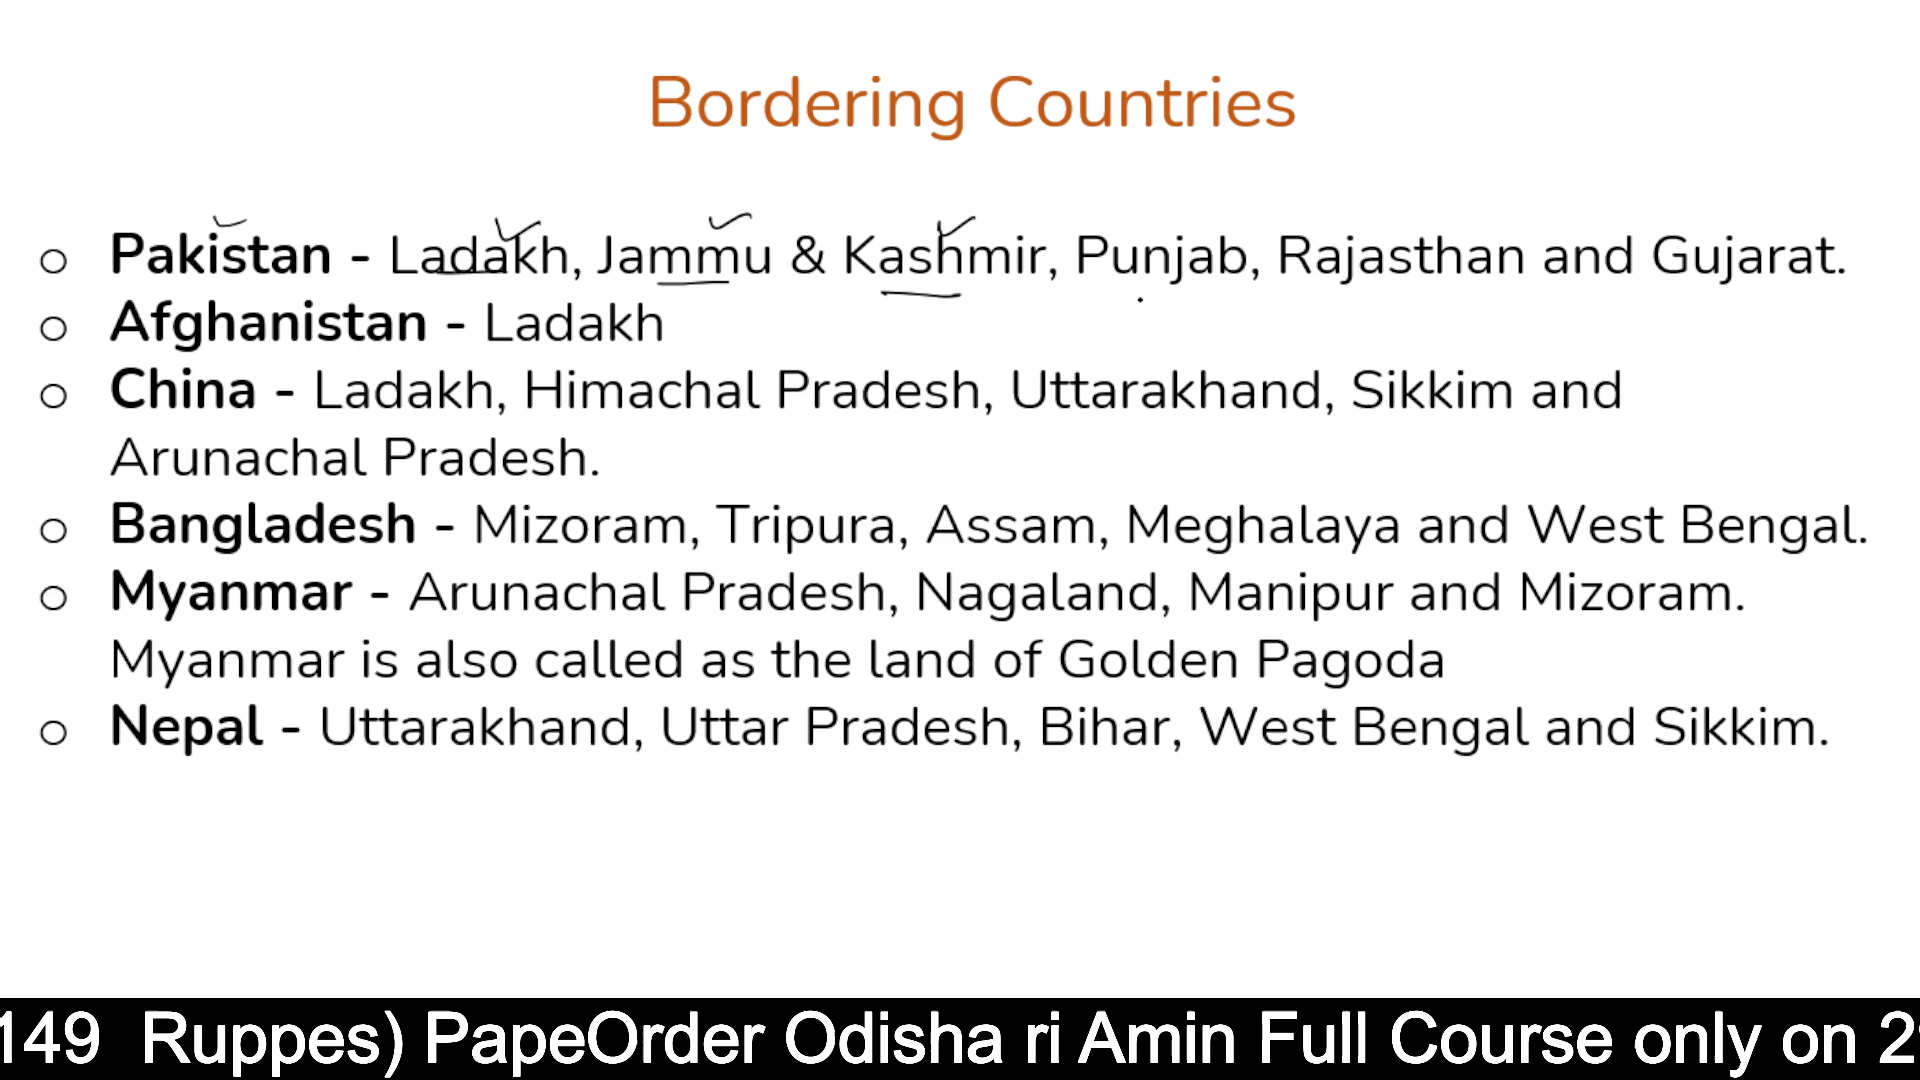 Bordering Countries
o Pakistan - Ladakh, Jammu & Kashmir, Punjab, Rajasthan and Gujarat.
o Afghanistan - Ladakh
o China - Ladakh, Himachal Pradesh, Uttarakhand, Sikkim and
Arunachal Pradesh.
o Bangladesh - Mizoram, Tripura, Assam, Meghalaya and West Bengal.
o Myanmar - Arunachal Pradesh, Nagaland, Manipur and Mizoram.
Myanmar is also called as the land of Golden Pagoda
o Nepal - Uttarakhand, Uttar Pradesh, Bihar, West Bengal and Sikkim.
149 Ruppes) PapeOrder Odisha ri Amin Full Course only on 2